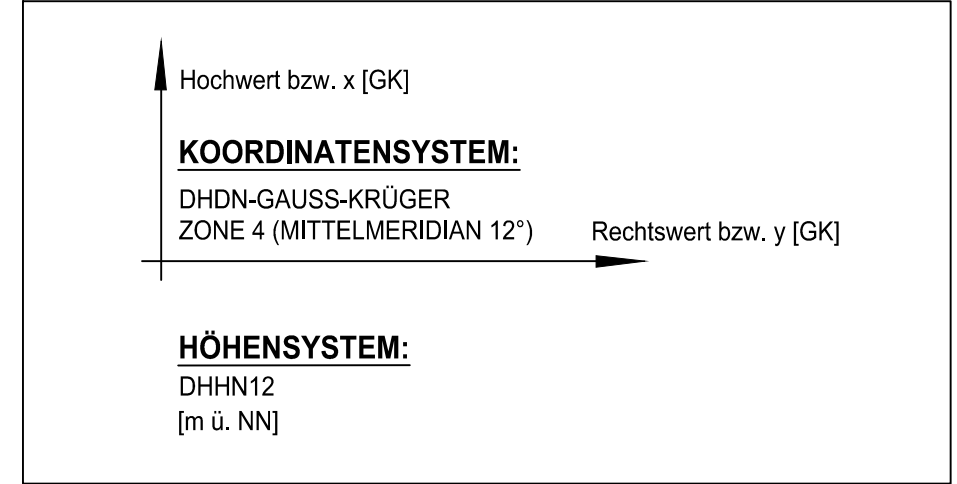 Hochwert bzw. x [GK]
KOORDINATENSYSTEM:
DHDN-GAUSS-KRÜGER
ZONE 4 (MITTELMERIDIAN 12°)
Rechtswert bzw. y [GK]
HÖHENSYSTEM:
DHHN12
[m ü. NN]